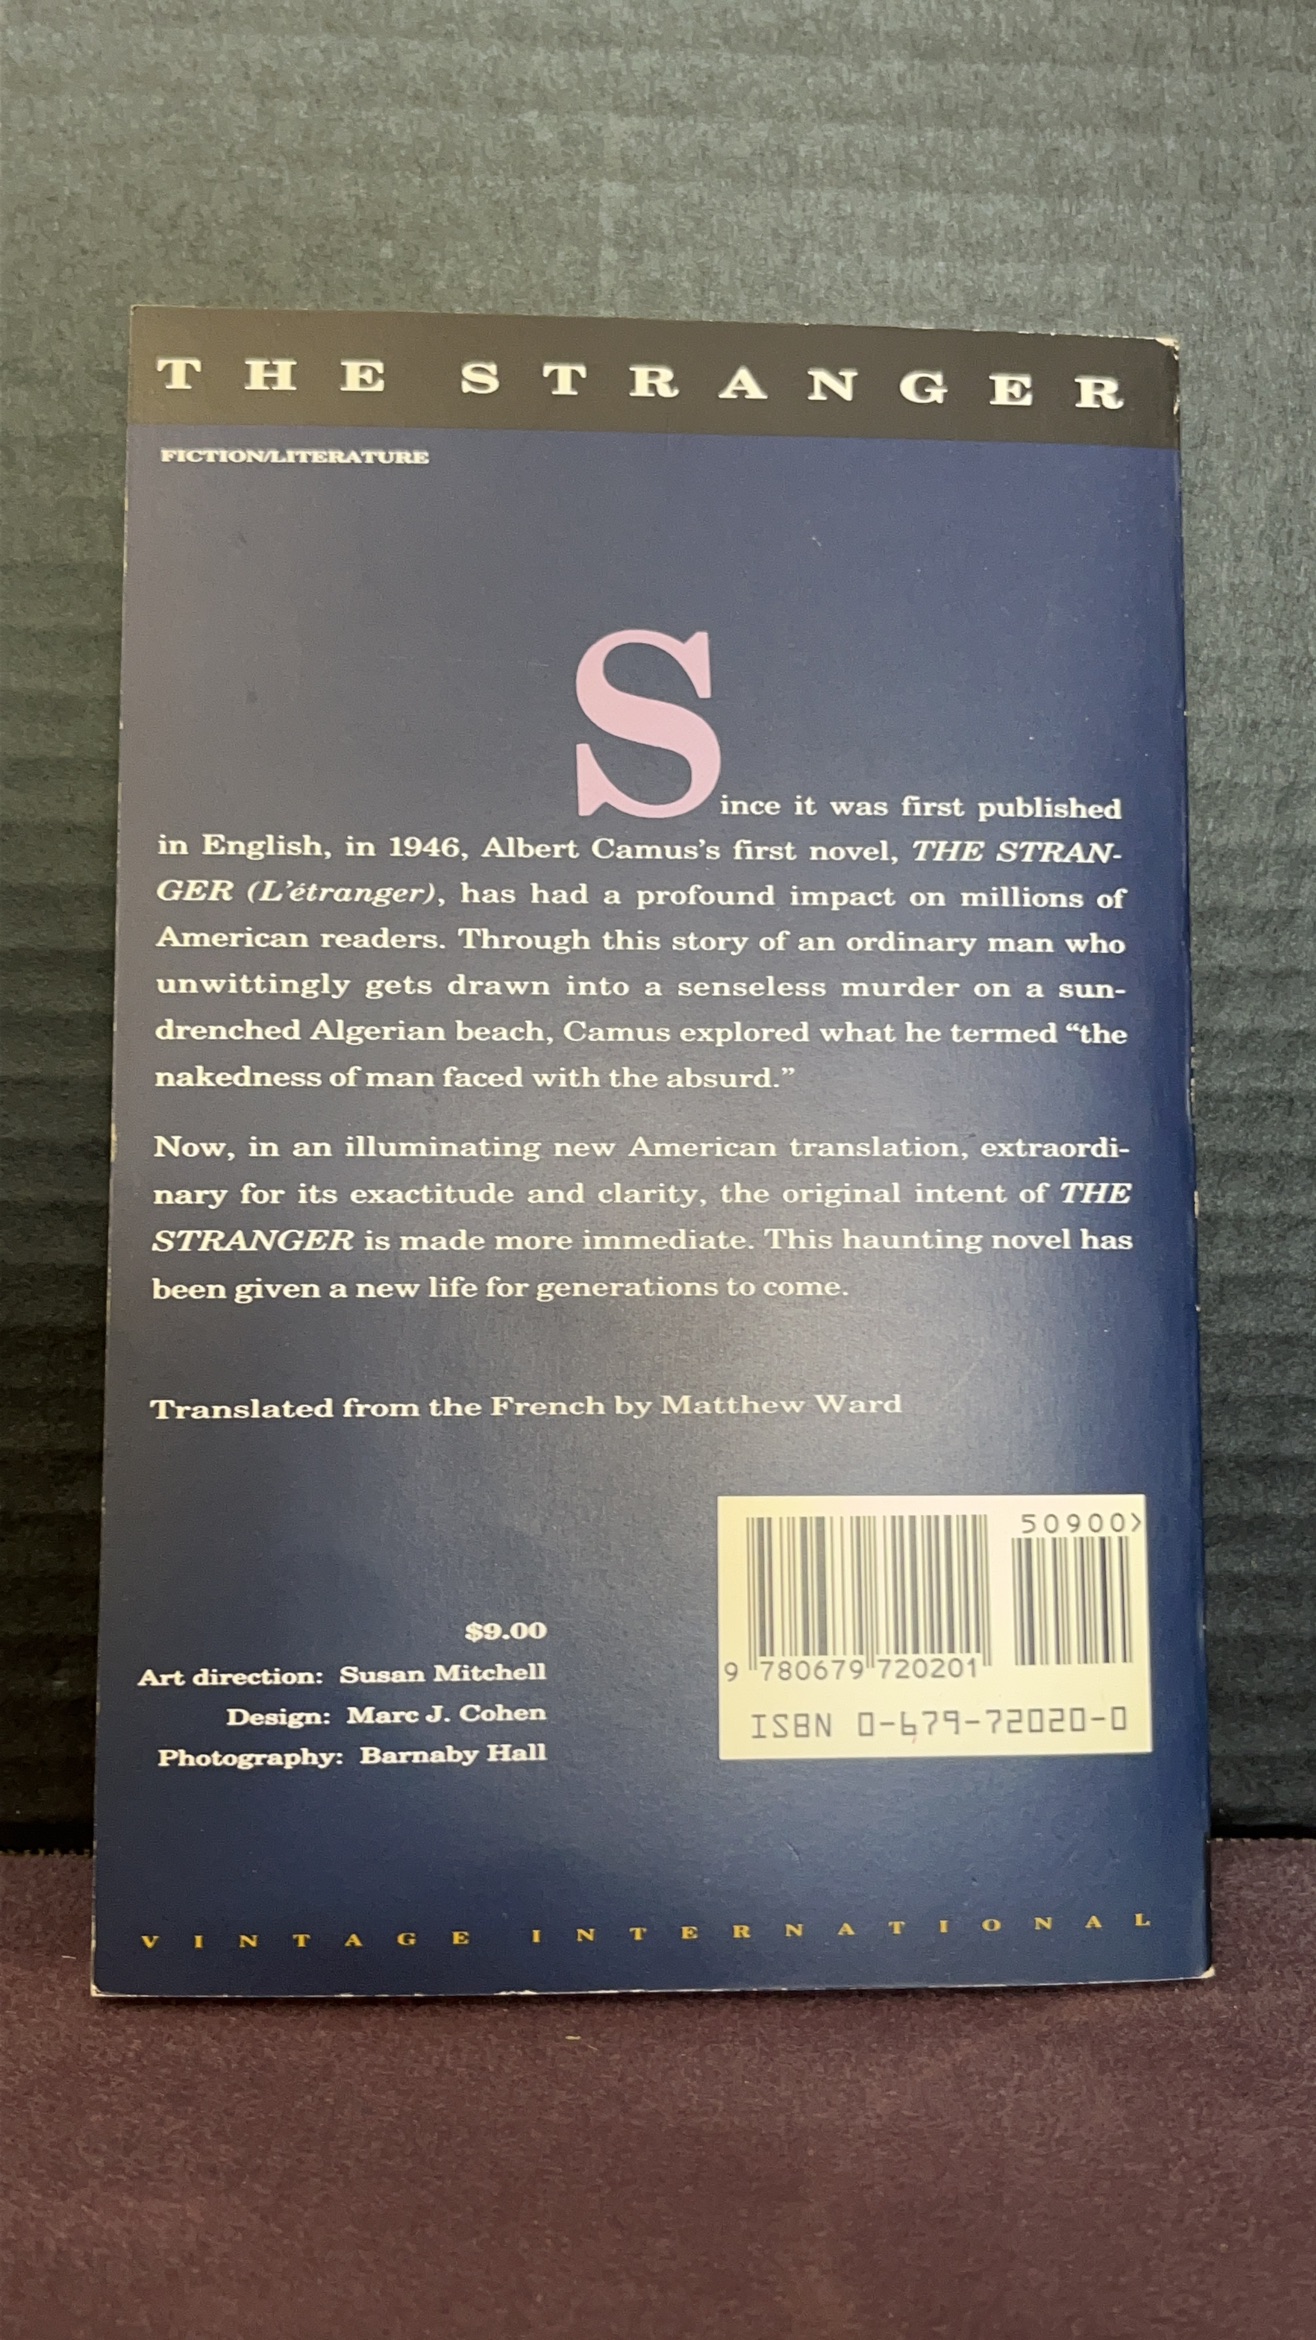 THE STRANGER
FICTION/LITERATURE
Since it was first published
in English, in 1946, Albert Camus's first novel, THE STRAN-
GER (L'étranger), has had a profound impact on millions of
American readers. Through this story of an ordinary man who
unwittingly gets drawn into a senseless murder on a sun-
drenched Algerian beach, Camus explored what he termed “the
nakedness of man faced with the absurd.”
Now, in an illuminating new American translation, extraordi-
nary for its exactitude and clarity, the original intent of THE
STRANGER is made more immediate. This haunting novel has
been given a new life for generations to come.
Translated from the French by Matthew Ward
$9.00
Art direction: Susan Mitchell
Design: Marc J. Cohen
Photography: Barnaby Hall
50900>
9 780679 720201
ISBN 0-679-72020-0
VINTAGE INTERNATIONAL